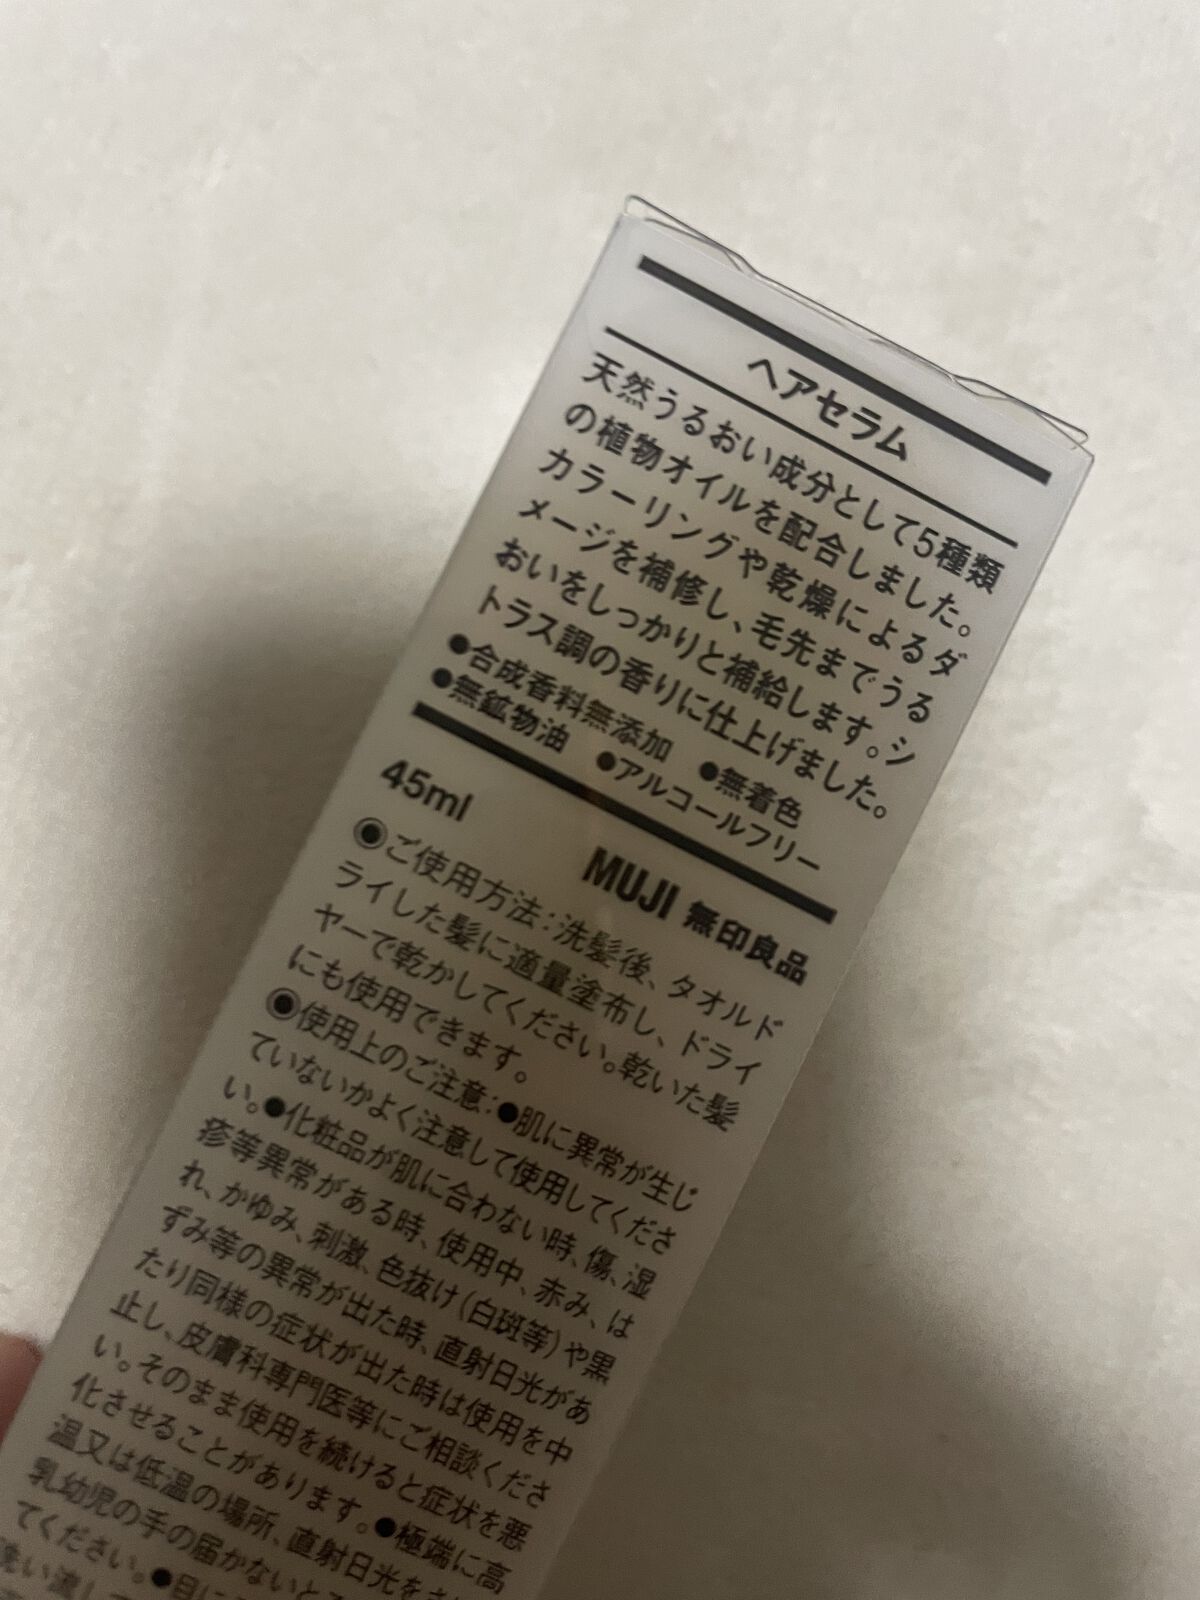 ヘアセラム
天然うるおい成分として5種類
の植物オイルを配合しました。
カラーリングや乾燥によるダ
メージを補修し、毛先までうる
おいをしっかりと補給します。シ
トラス調の香りに仕上げました。
●合成香料無添加 ●無着色
●無鉱物油 ●アルコールフリー
45ml
MUJI 無印良品
◉ご使用方法:洗髪後、タオルド
ライした髪に適量塗布し、ドライ
ヤーで乾かしてください。乾いた髪
にも使用できます。
◉使用上のご注意:●肌に異常が生じ
ていないかよく注意して使用してくださ
い。●化粧品が肌に合わない時、傷、湿
疹等異常がある時、使用中、赤み、は
れ、かゆみ、刺激、色抜け(白斑等)や黒
ずみ等の異常が出た時、直射日光があ
たり同様の症状が出た時は使用を中
止し、皮膚科専門医等にご相談くださ
い。そのまま使用を続けると症状を悪
化させることがあります。●極端に高
温又は低温の場所、直射日光を
乳幼児の手の届かないと
てください。●目に
洗い流し